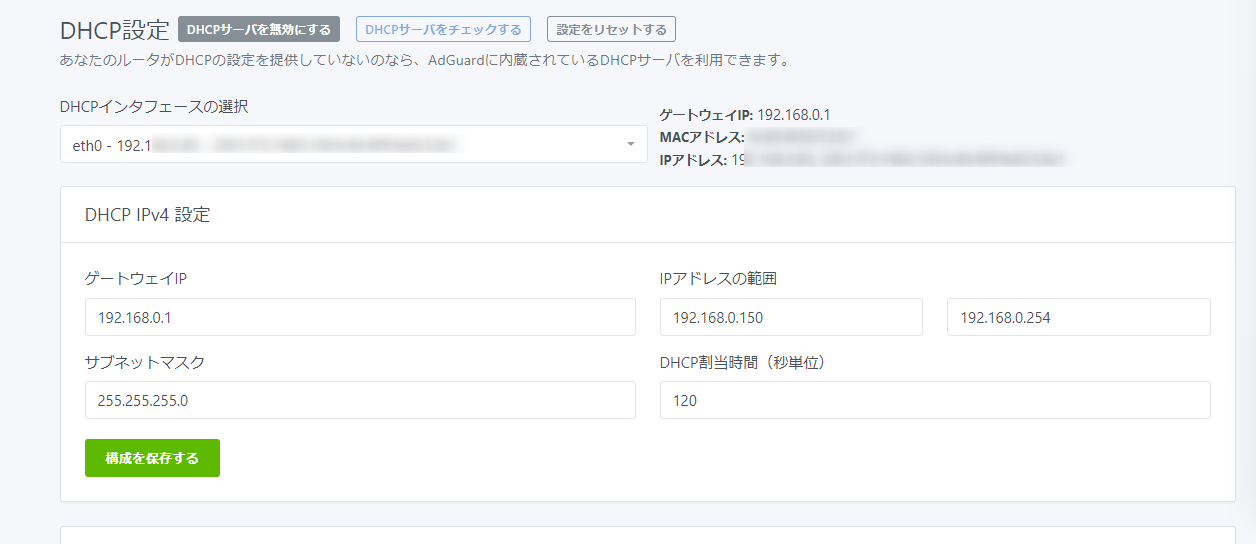 DHCP設定 DHCPサーバを無効にする DHCPサーバをチェックする 設定をリセットする
あなたのルータがDHCPの設定を提供していないのなら、AdGuardに内蔵されているDHCPサーバを利用できます。
DHCPインタフェースの選択
eth0 - 192.1
ゲートウェイIP: 192.168.0.1
MACアドレス:
IPアドレス: 19
DHCP IPv4 設定
ゲートウェイIP
192.168.0.1
IPアドレスの範囲
192.168.0.150 192.168.0.254
サブネットマスク
255.255.255.0
DHCP割当時間（秒単位）
120
構成を保存する